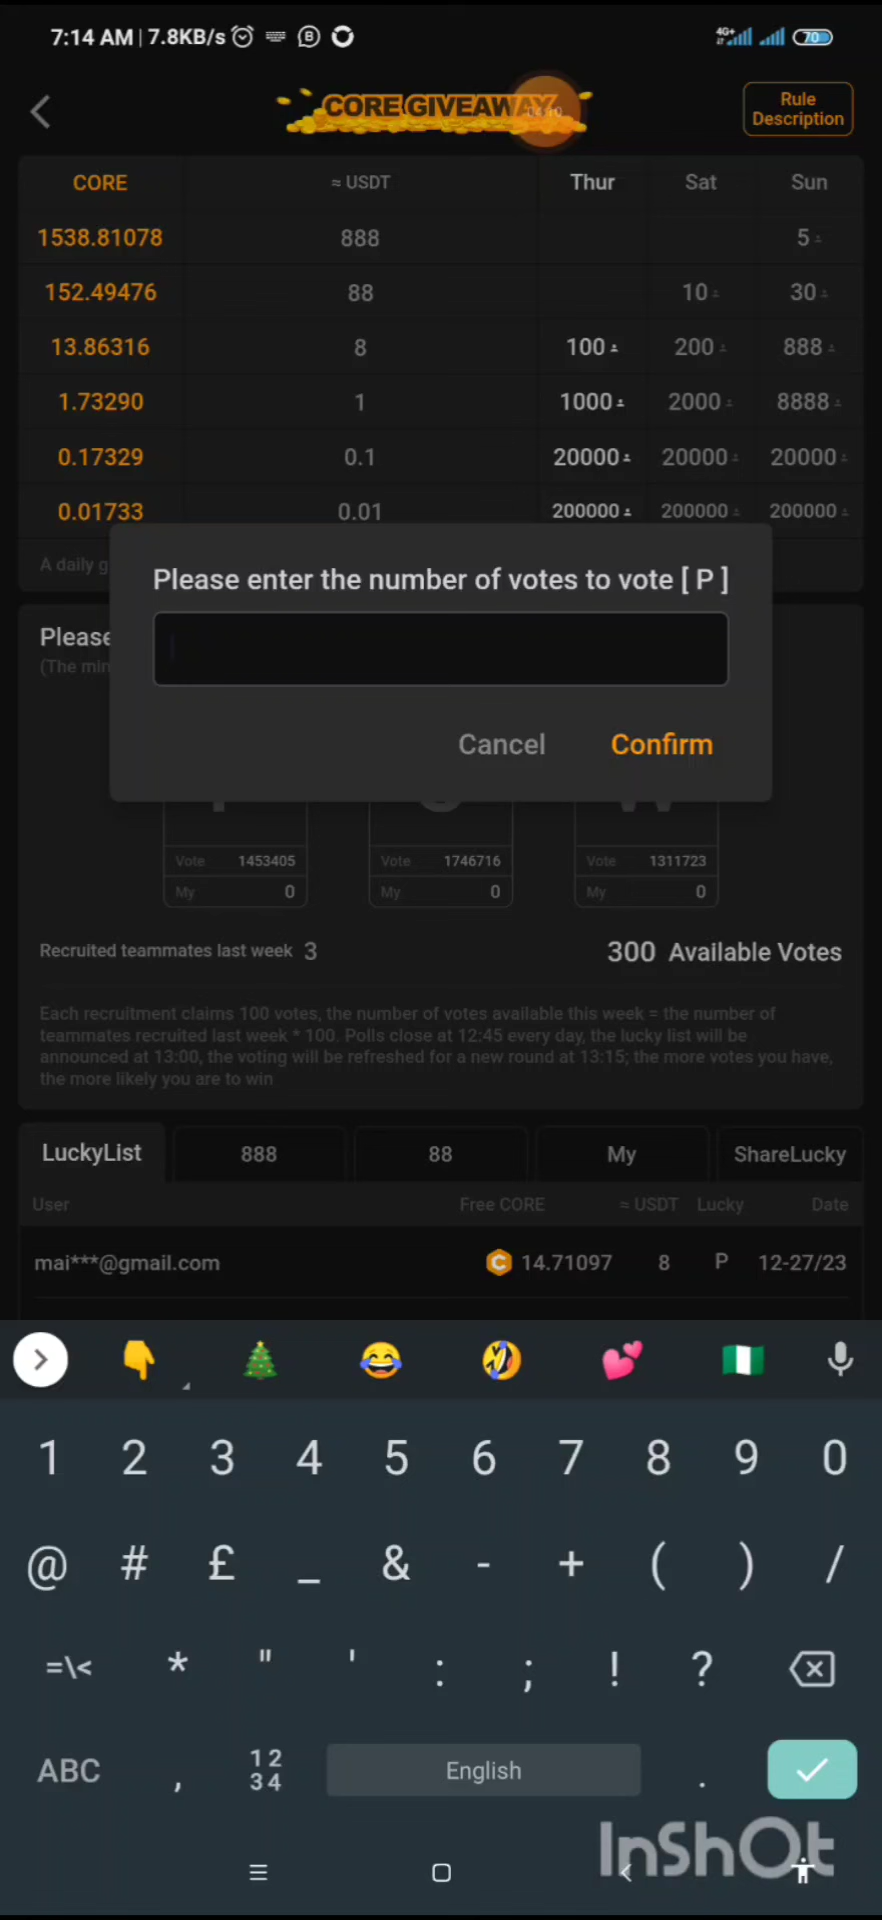 7:14 AM | 7.8KB/s
4G+
70
CORE GIVEAWAY
Rule
Description
CORE ≈ USDT Thur Sat Sun
1538.81078 888 5
152.49476 88 10 30
13.86316 8 100 200 888
1.73290 1 1000 2000 8888
0.17329 0.1 20000 20000 20000
0.01733 0.01 200000 200000 200000
A daily g
Please enter the number of votes to vote [ P ]
Please
(The min
Cancel Confirm
Vote 1453405 Vote 1746716 Vote 1311723
My 0 My 0 My 0
Recruited teammates last week 3 300 Available Votes
Each recruitment claims 100 votes, the number of votes available this week = the number of
teammates recruited last week * 100. Polls close at 12:45 every day, the lucky list will be
announced at 13:00, the voting will be refreshed for a new round at 13:15; the more votes you have,
the more likely you are to win
LuckyList 888 88 My ShareLucky
User Free CORE ≈ USDT Lucky Date
mai***@gmail.com C 14.71097 8 P 12-27/23
1 2 3 4 5 6 7 8 9 0
@ # £ _ & - + ( ) /
=\< * " ' : ; ! ?
ABC , 12 34 English .
InShOt